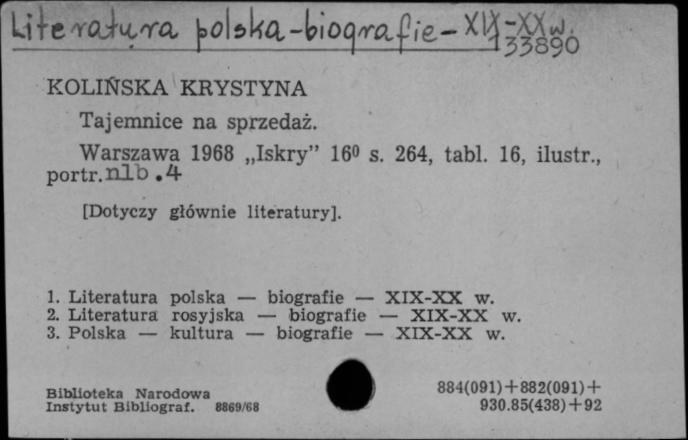 Literatura polska-biografie-XIX-XX w.
33890
KOLIŃSKA KRYSTYNA
Tajemnice na sprzedaż.
Warszawa 1968 „Iskry” 16⁰ s. 264, tabl. 16, ilustr.,
portr. nlb .4
[Dotyczy głównie literatury].
1. Literatura polska — biografie — XIX-XX w.
2. Literatura rosyjska — biografie — XIX-XX w.
3. Polska — kultura — biografie — XIX-XX w.
Biblioteka Narodowa
Instytut Bibliograf. 8869/68
884(091)+882(091)+
930.85(438)+92